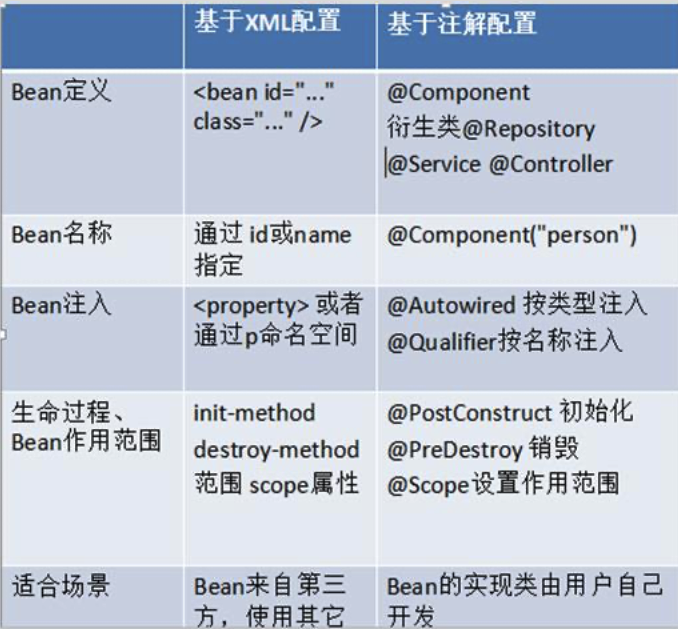 基于XML配置
基于注解配置
Bean定义
<bean id="..."
class="..." />
@Component
衍生类@Repository
@Service @Controller
Bean名称
通过 id或name
指定
@Component("person")
Bean注入
<property> 或者
通过p命名空间
@Autowired 按类型注入
@Qualifier按名称注入
生命过程、
Bean作用范围
init-method
destroy-method
范围 scope属性
@PostConstruct 初始化
@PreDestroy 销毁
@Scope设置作用范围
适合场景
Bean来自第三
方，使用其它
Bean的实现类由用户自己
开发